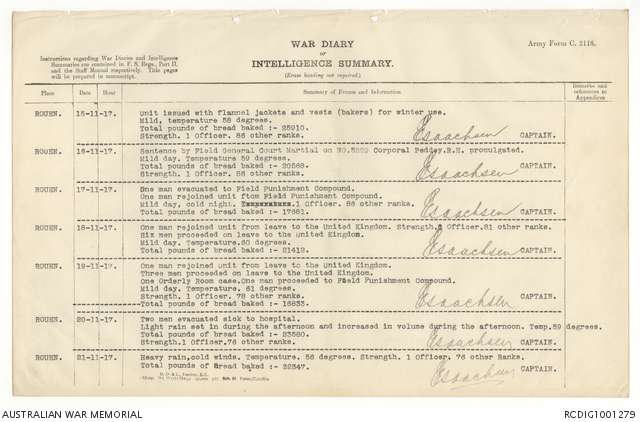 WAR DIARY
or
INTELLIGENCE SUMMARY.
(Erase heading not required.)
Army Form C. 2118.
Instructions regarding War Diaries and Intelligence
Summaries are contained in F. S. Regs., Part II.
and the Staff Manual respectively. Title pages
will be prepared in manuscript.
Place Date Hour Summary of Events and Information Remarks and references to Appendices
ROUEN. 15-11-17. Unit issued with flannel jackets and vests (bakers) for winter use.
Mild, temperature 58 degrees.
Total pounds of bread baked :- 25910.
Strength. 1 Officer. 86 other ranks. EIsaachsen CAPTAIN.
ROUEN. 16-11-17. Sentence by Field General Court Martial on NO. Corporal R.E. promulgated.
Mild day. Temperature 59 degrees.
Total pounds of bread baked :- 20568.
Strength. 1 Officer. 86 other ranks. EIsaachsen CAPTAIN.
ROUEN. 17-11-17. One man evacuated to Field Punishment Compound.
One man rejoined unit from Field Punishment Compound.
Mild day, cold night. 1 Officer. 86 other ranks.
Total pounds of bread baked :- 17661. EIsaachsen CAPTAIN.
ROUEN. 18-11-17. One man rejoined unit from leave to the United Kingdom. Strength. Officer.81 other ranks.
Six men proceeded on leave to the United Kingdom.
Mild day. Temperature.60 degrees.
Total pounds of bread baked :- 21412. EIsaachsen CAPTAIN.
ROUEN. 19-11-17. One man rejoined unit from leave to the United Kingdom.
Three men proceeded on leave to the United Kingdom.
One Orderly Room case.One man proceeded to Field Punishment Compound.
Mild day. Temperature. 61 degrees.
Strength. 1 Officer. 78 other ranks.
Total pounds of bread baked :- 16833. EIsaachsen CAPTAIN.
ROUEN. 20-11-17. Two men evacuated sick to hospital.
Light rain set in during the afternoon and increased in volume during the afternoon. Temp.59 degrees.
Total pounds of bread baked :- 23580.
Strength.1 Officer,76 other ranks. EIsaachsen CAPTAIN.
ROUEN. 21-11-17. Heavy rain,cold winds. Temperature. 56 degrees. Strength. 1 Officer. 76 other Ranks.
Total pounds of Bread baked :- 22347.
EIsaachsen CAPTAIN.
AUSTRALIAN WAR MEMORIAL
RCDIG1001279